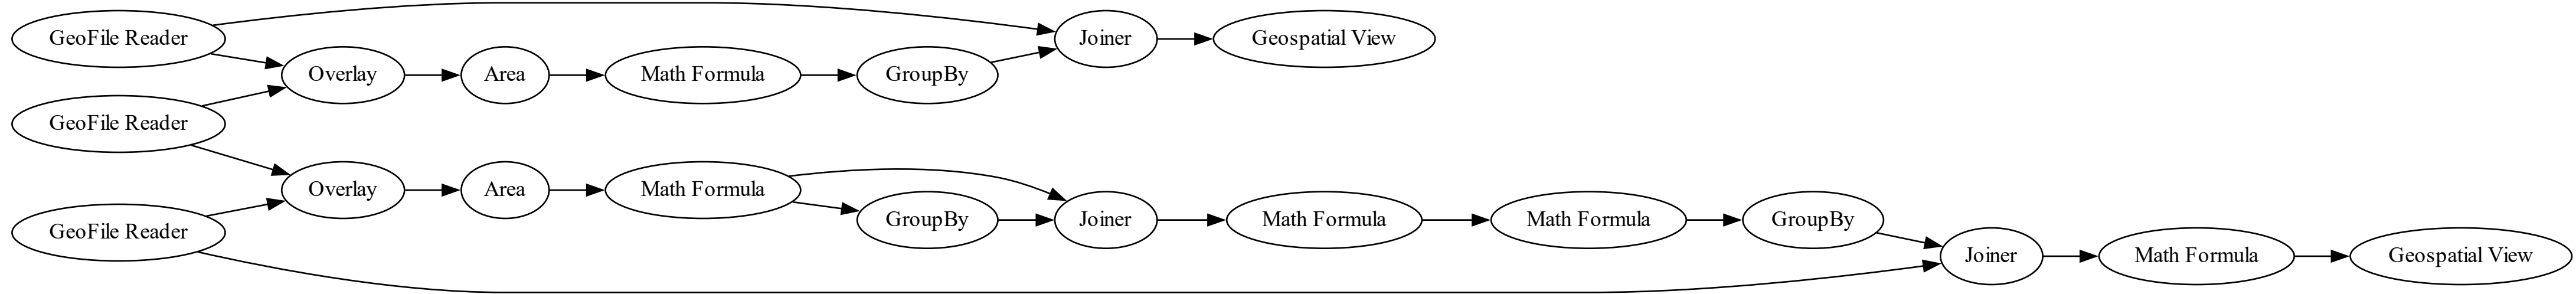 GeoFile Reader
Joiner
Geospatial View
Overlay
Area
Math Formula
GroupBy
GeoFile Reader
Overlay
Area
Math Formula
GeoFile Reader
GroupBy
Joiner
Math Formula
Math Formula
GroupBy
Joiner
Math Formula
Geospatial View